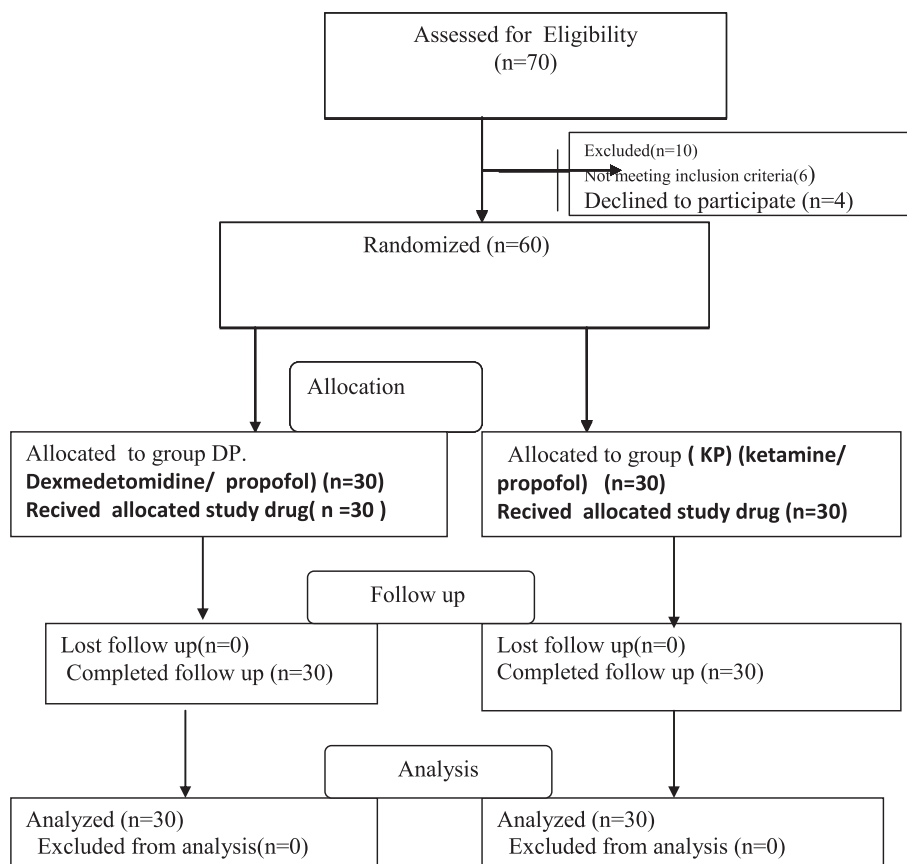 Assessed for Eligibility
(n=70)
Excluded(n=10)
Not meeting inclusion criteria(6)
Declined to participate (n=4)
Randomized (n=60)
Allocation
Allocated to group DP.
Dexmedetomidine/ propofol) (n=30)
Recived allocated study drug( n =30 )
Allocated to group ( KP) (ketamine/
propofol) (n=30)
Recived allocated study drug (n=30)
Follow up
Lost follow up(n=0)
Completed follow up (n=30)
Lost follow up(n=0)
Completed follow up (n=30)
Analysis
Analyzed (n=30)
Excluded from analysis(n=0)
Analyzed (n=30)
Excluded from analysis (n=0)